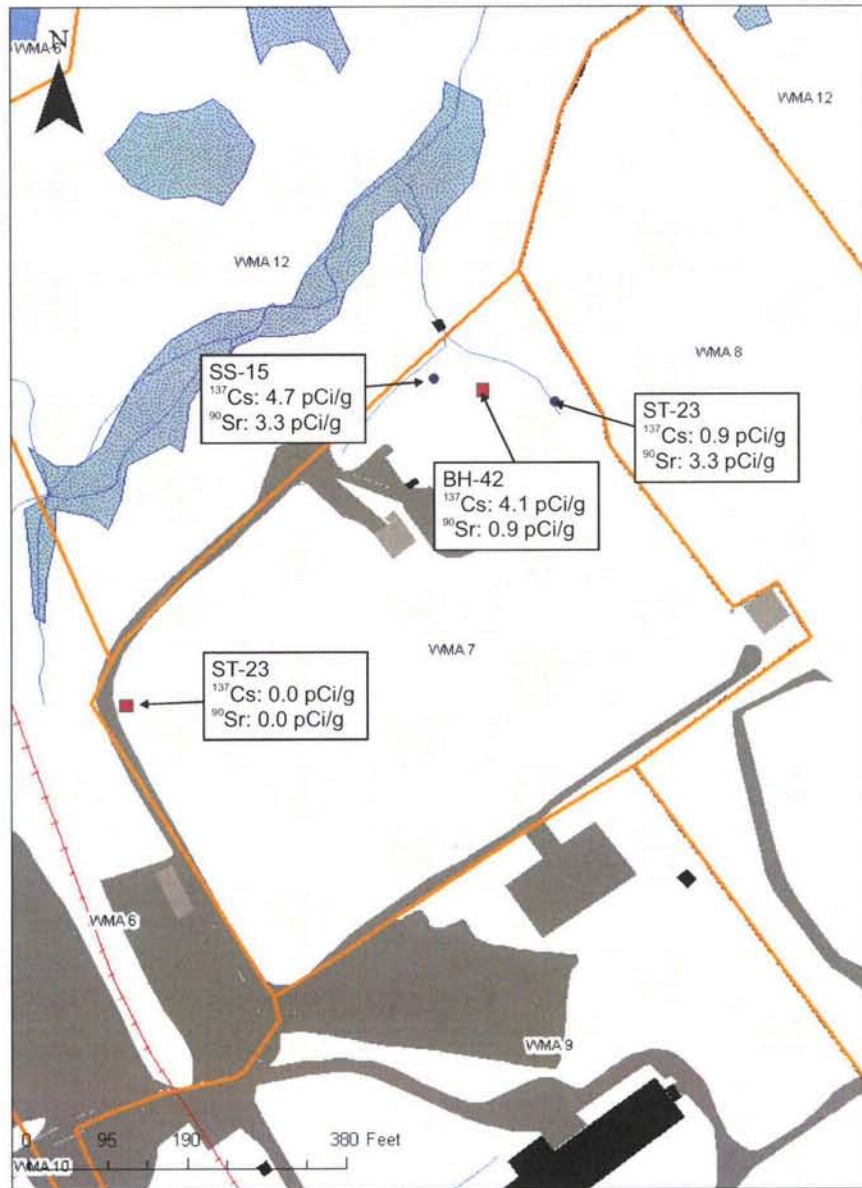 WMA 6
N
WMA 12
WMA 12
WMA 8
SS-15
¹³⁷Cs: 4.7 pCi/g
⁹⁰Sr: 3.3 pCi/g
ST-23
¹³⁷Cs: 0.9 pCi/g
⁹⁰Sr: 3.3 pCi/g
BH-42
¹³⁷Cs: 4.1 pCi/g
⁹⁰Sr: 0.9 pCi/g
WMA 7
ST-23
¹³⁷Cs: 0.0 pCi/g
⁹⁰Sr: 0.0 pCi/g
WMA 6
WMA 9
0 95 190 380 Feet
WMA 10